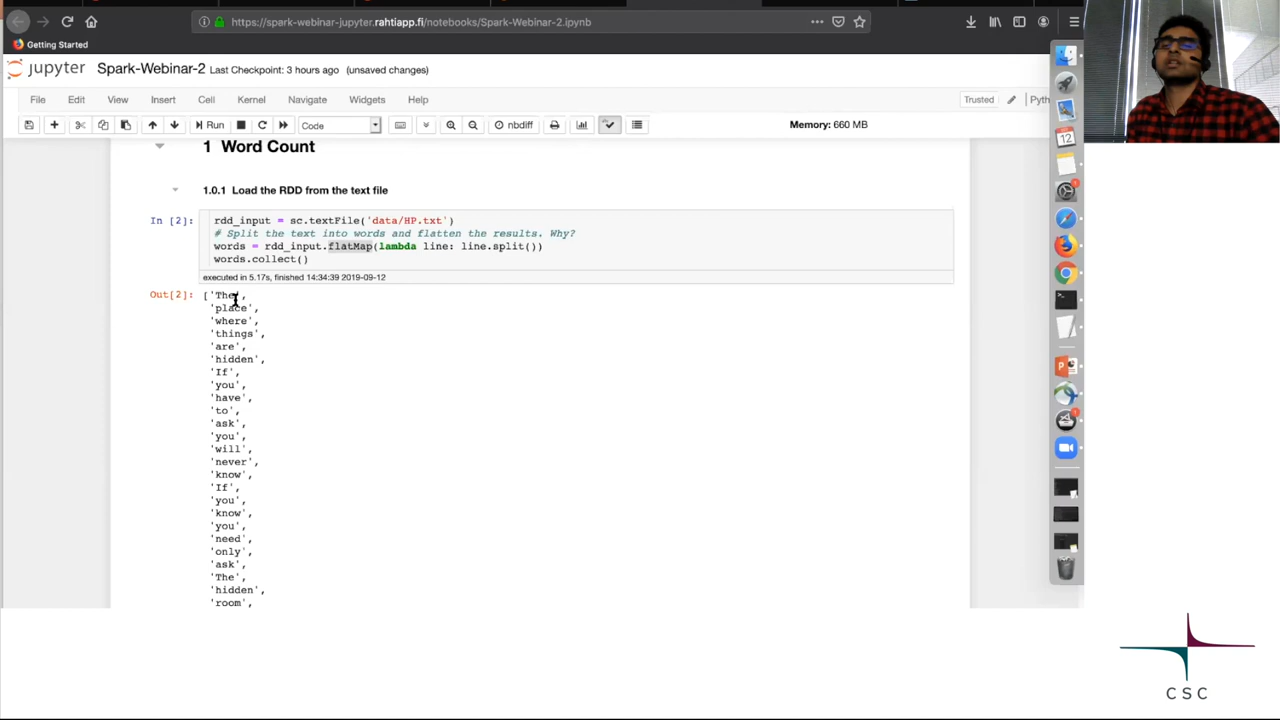 https://spark-webinar-jupyter.rahtiapp.fi/notebooks/Spark-Webinar-2.ipynb
Getting Started
jupyter Spark-Webinar-2 Last Checkpoint: 3 hours ago (unsaved changes)
File Edit View Insert Cell Kernel Navigate Widgets Help Trusted Pyth
Run Code nbdiff Memory: 660 MB
1 Word Count
1.0.1 Load the RDD from the text file
In [2]: rdd_input = sc.textFile('data/HP.txt')
# Split the text into words and flatten the results. Why?
words = rdd_input.flatMap(lambda line: line.split())
words.collect()
executed in 5.17s, finished 14:34:39 2019-09-12
Out[2]: ['The',
'place',
'where',
'things',
'are',
'hidden',
'If',
'you',
'have',
'to',
'ask',
'you',
'will',
'never',
'know',
'If',
'you',
'know',
'you',
'need',
'only',
'ask',
'The',
'hidden',
'room',
12
CSC